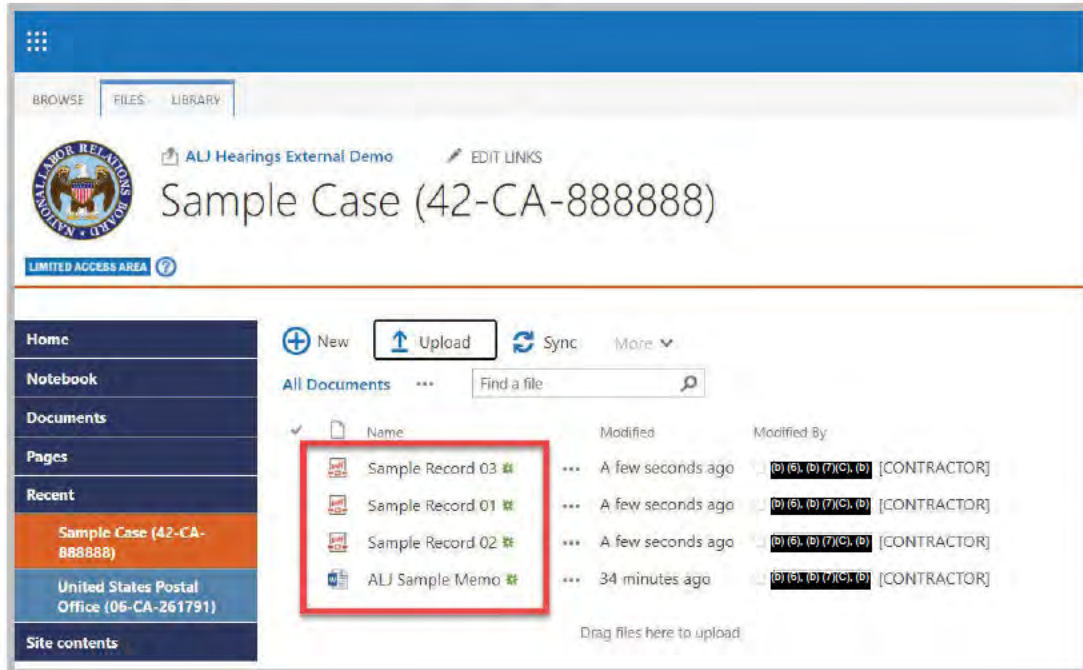 BROWSE FILES LIBRARY
NATIONAL LABOR RELATIONS BOARD
ALJ Hearings External Demo EDIT LINKS
Sample Case (42-CA-888888)
LIMITED ACCESS AREA ?
Home
Notebook
Documents
Pages
Recent
Sample Case (42-CA-
888888)
United States Postal
Office (06-CA-261791)
Site contents
New Upload Sync More
All Documents ••• Find a file
Name Modified Modified By
Sample Record 03 ••• A few seconds ago (b) (6), (b) (7)(C), (b) [CONTRACTOR]
Sample Record 01 ••• A few seconds ago (b) (6), (b) (7)(C), (b) [CONTRACTOR]
Sample Record 02 ••• A few seconds ago (b) (6), (b) (7)(C), (b) [CONTRACTOR]
ALJ Sample Memo ••• 34 minutes ago (b) (6), (b) (7)(C), (b) [CONTRACTOR]
Drag files here to upload